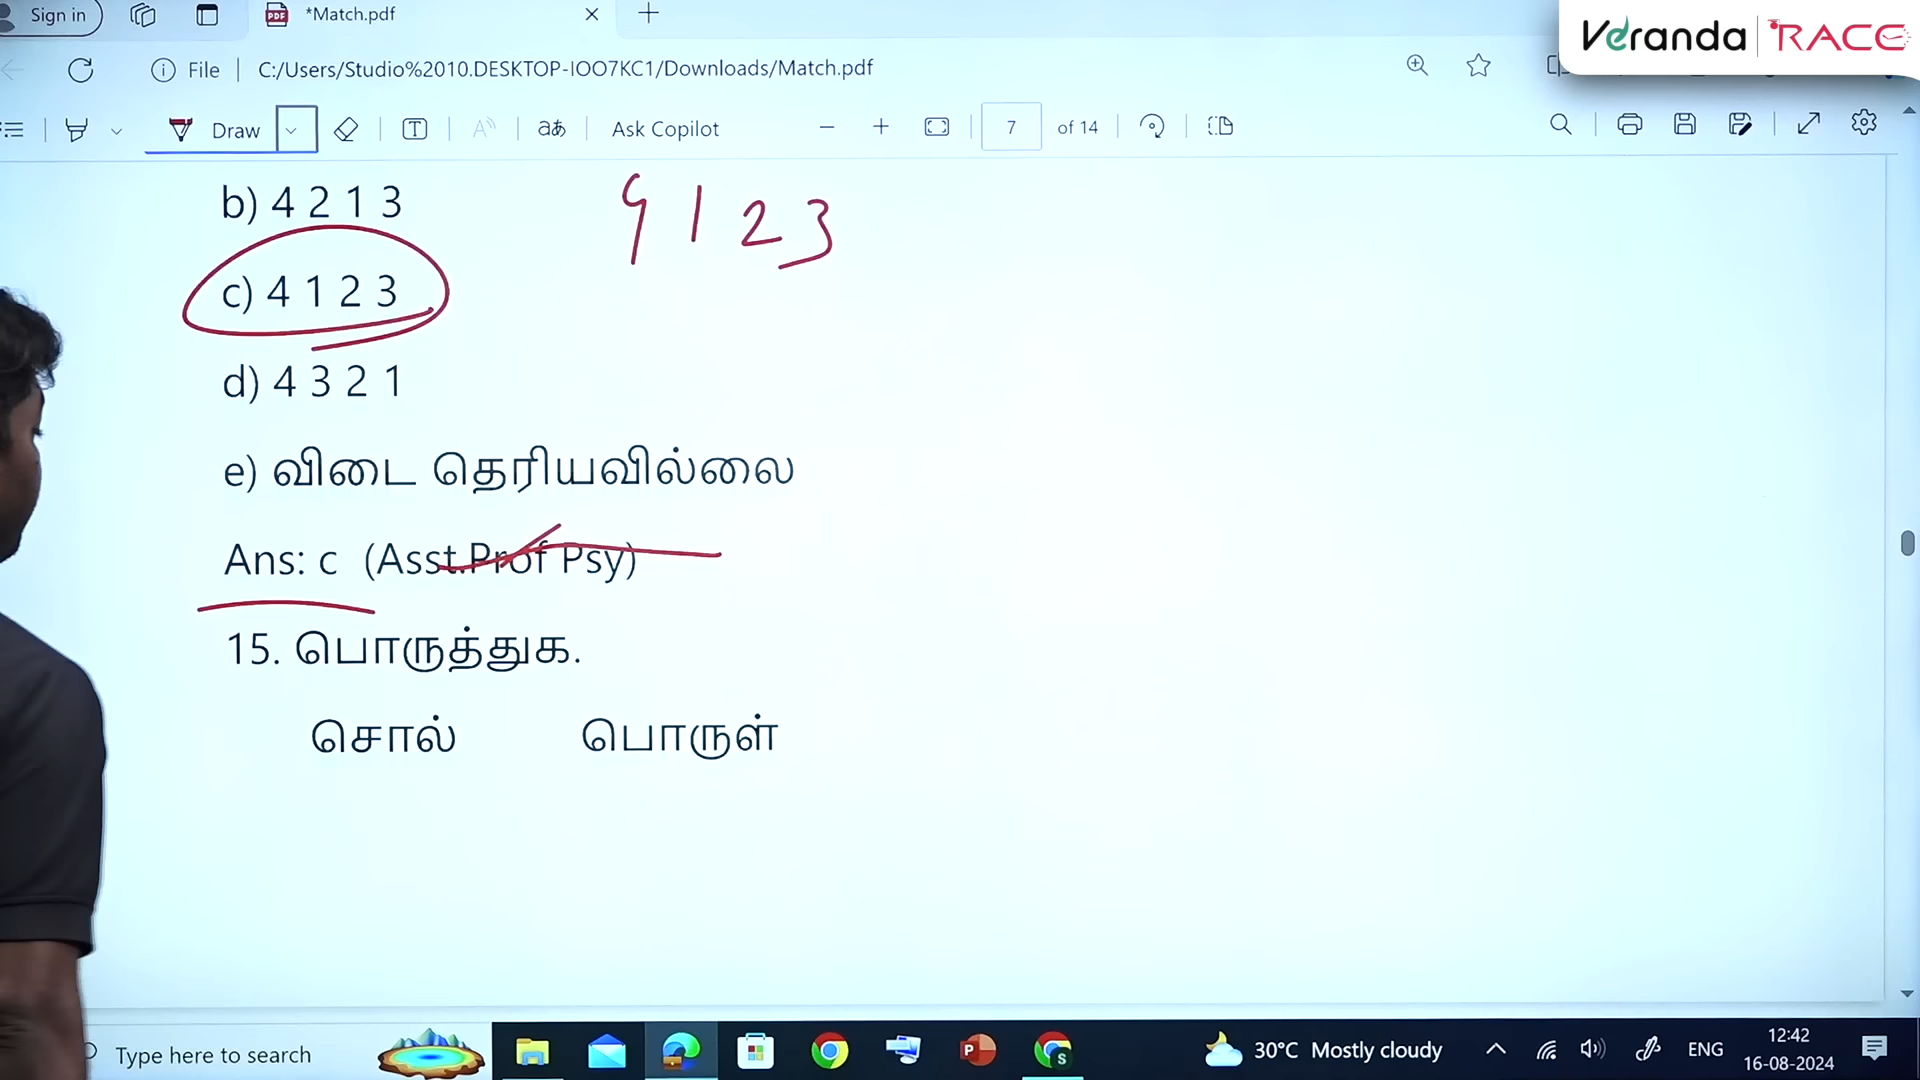 Sign in
*Match.pdf
Veranda RACE
File
C:/Users/Studio%2010.DESKTOP-IOO7KC1/Downloads/Match.pdf
Draw
aあ
Ask Copilot
7 of 14
b) 4 2 1 3
4 1 2 3
c) 4 1 2 3
d) 4 3 2 1
e) விடை தெரியவில்லை
Ans: c (Asst.Prof Psy)
15. பொருத்துக.
சொல் பொருள்
Type here to search
30°C Mostly cloudy
ENG
12:42
16-08-2024